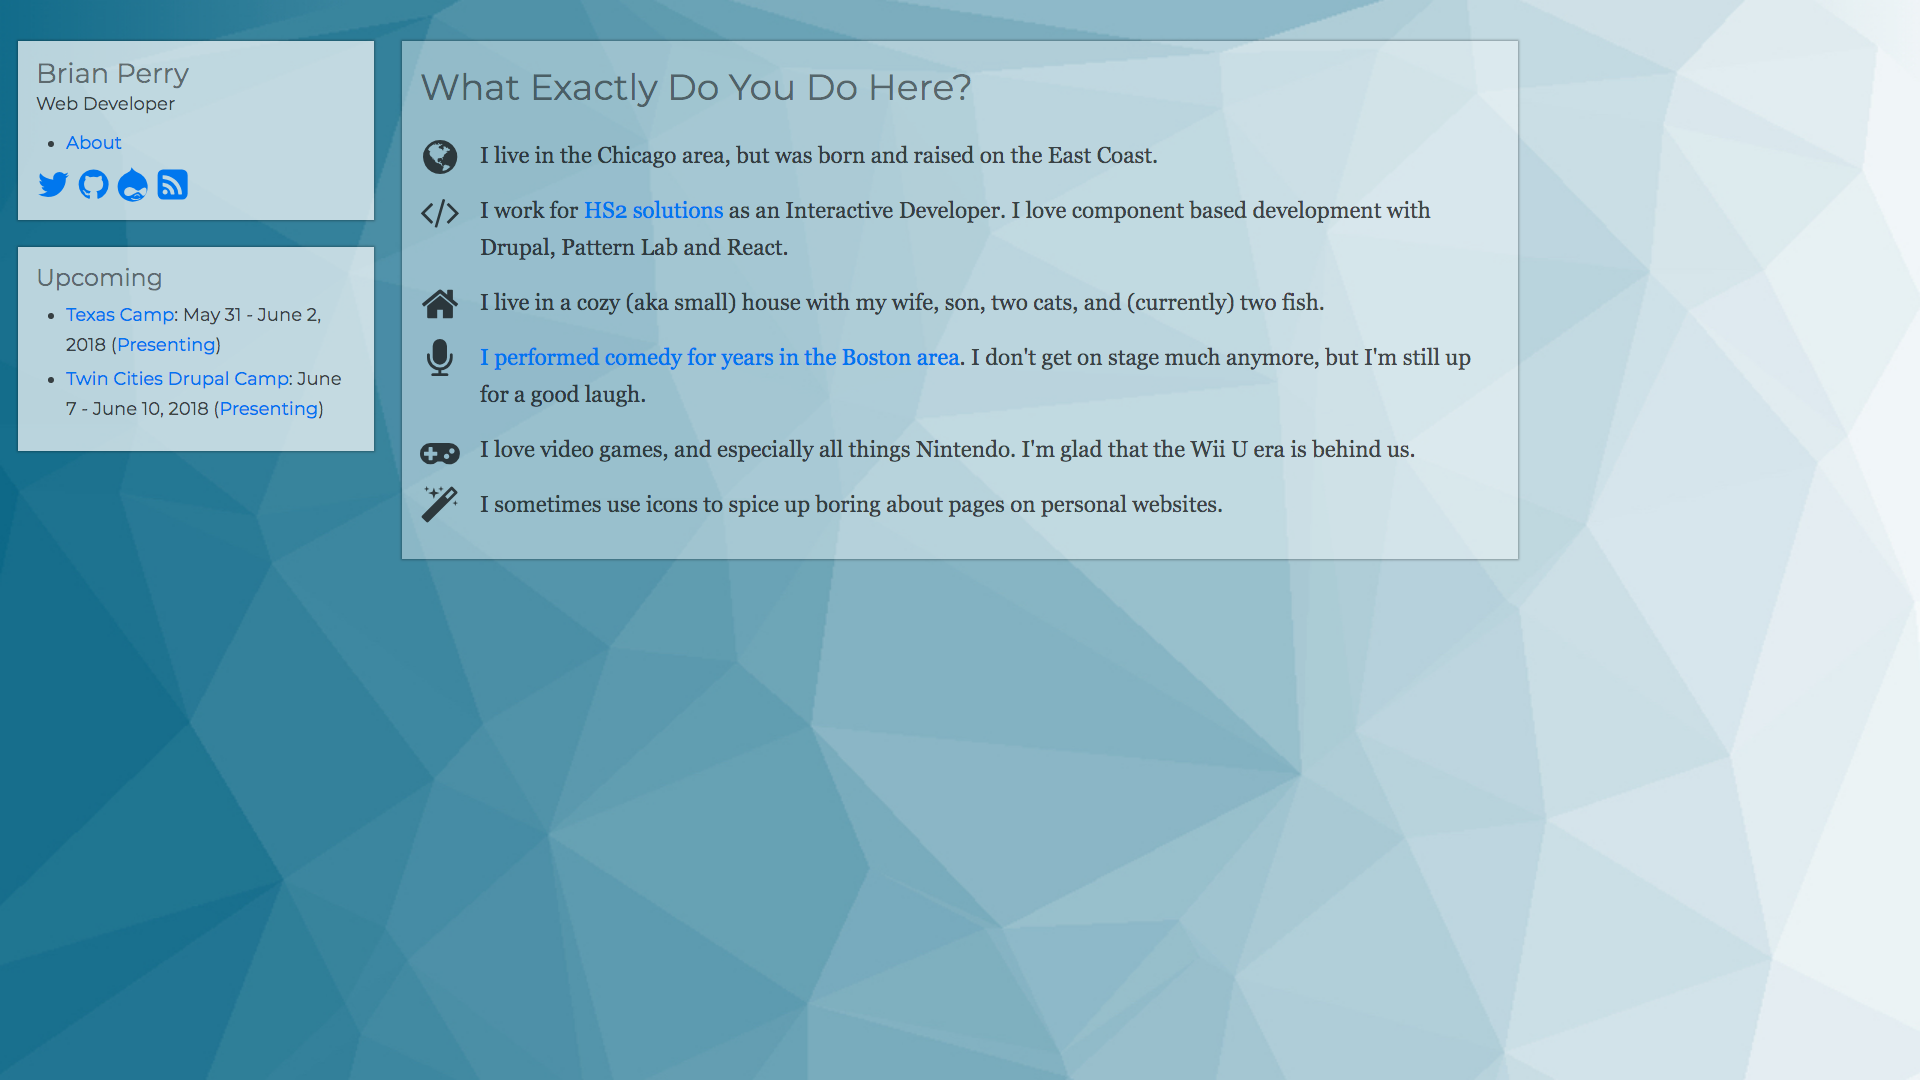 Brian Perry
Web Developer
About
Upcoming
Texas Camp: May 31 - June 2,
2018 (Presenting)
Twin Cities Drupal Camp: June
7 - June 10, 2018 (Presenting)
What Exactly Do You Do Here?
I live in the Chicago area, but was born and raised on the East Coast.
I work for HS2 solutions as an Interactive Developer. I love component based development with
Drupal, Pattern Lab and React.
I live in a cozy (aka small) house with my wife, son, two cats, and (currently) two fish.
I performed comedy for years in the Boston area. I don't get on stage much anymore, but I'm still up
for a good laugh.
I love video games, and especially all things Nintendo. I'm glad that the Wii U era is behind us.
I sometimes use icons to spice up boring about pages on personal websites.